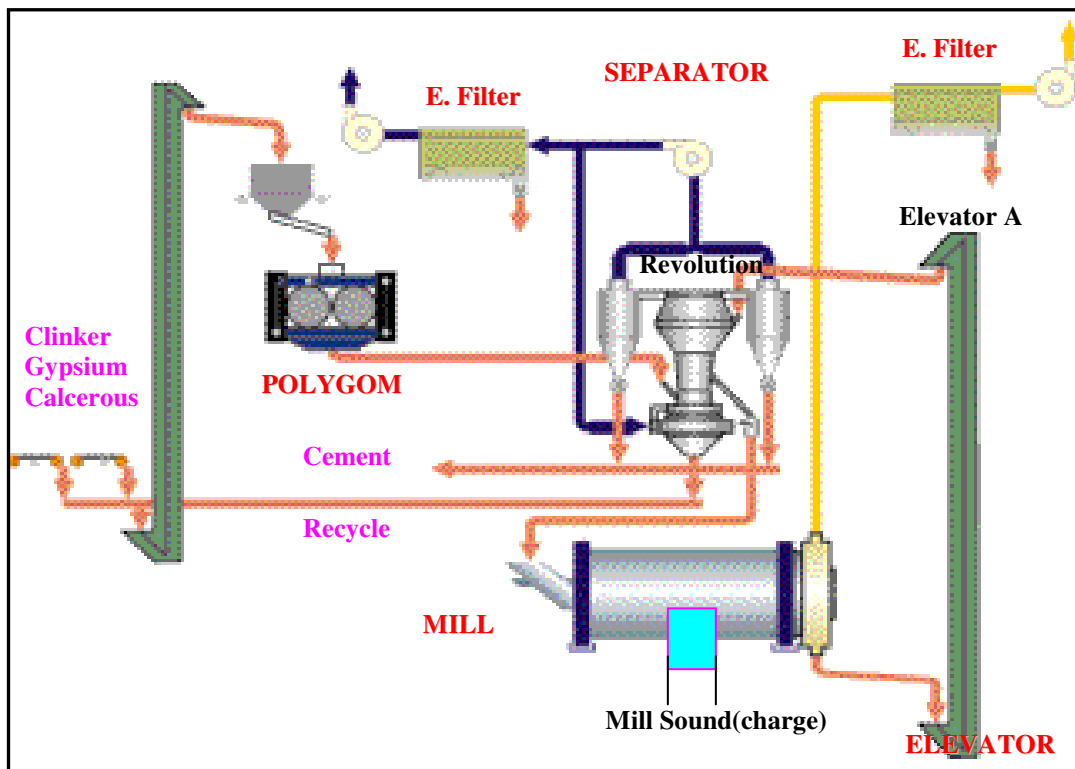 E. Filter
SEPARATOR
E. Filter
Elevator A
Revolution
Clinker
Gypsium
Calcerous
POLYGOM
Cement
Recycle
MILL
Mill Sound(charge)
ELEVATOR